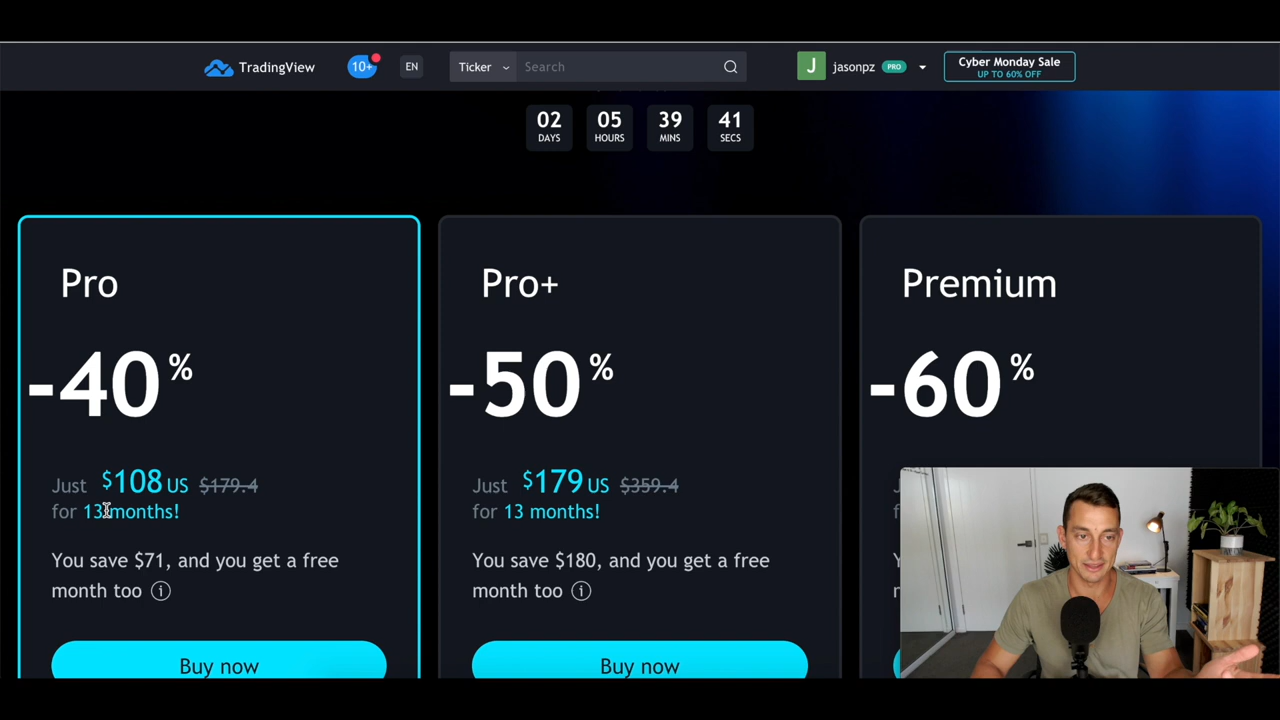 TradingView
10+
EN
Ticker
Search
J
jasonpz
PRO
Cyber Monday Sale
UP TO 60% OFF
02
DAYS
05
HOURS
39
MINS
41
SECS
Pro
-40%
Just $108 US $179.4
for 13 months!
You save $71, and you get a free
month too
Buy now
Pro+
-50%
Just $179 US $359.4
for 13 months!
You save $180, and you get a free
month too
Buy now
Premium
-60%